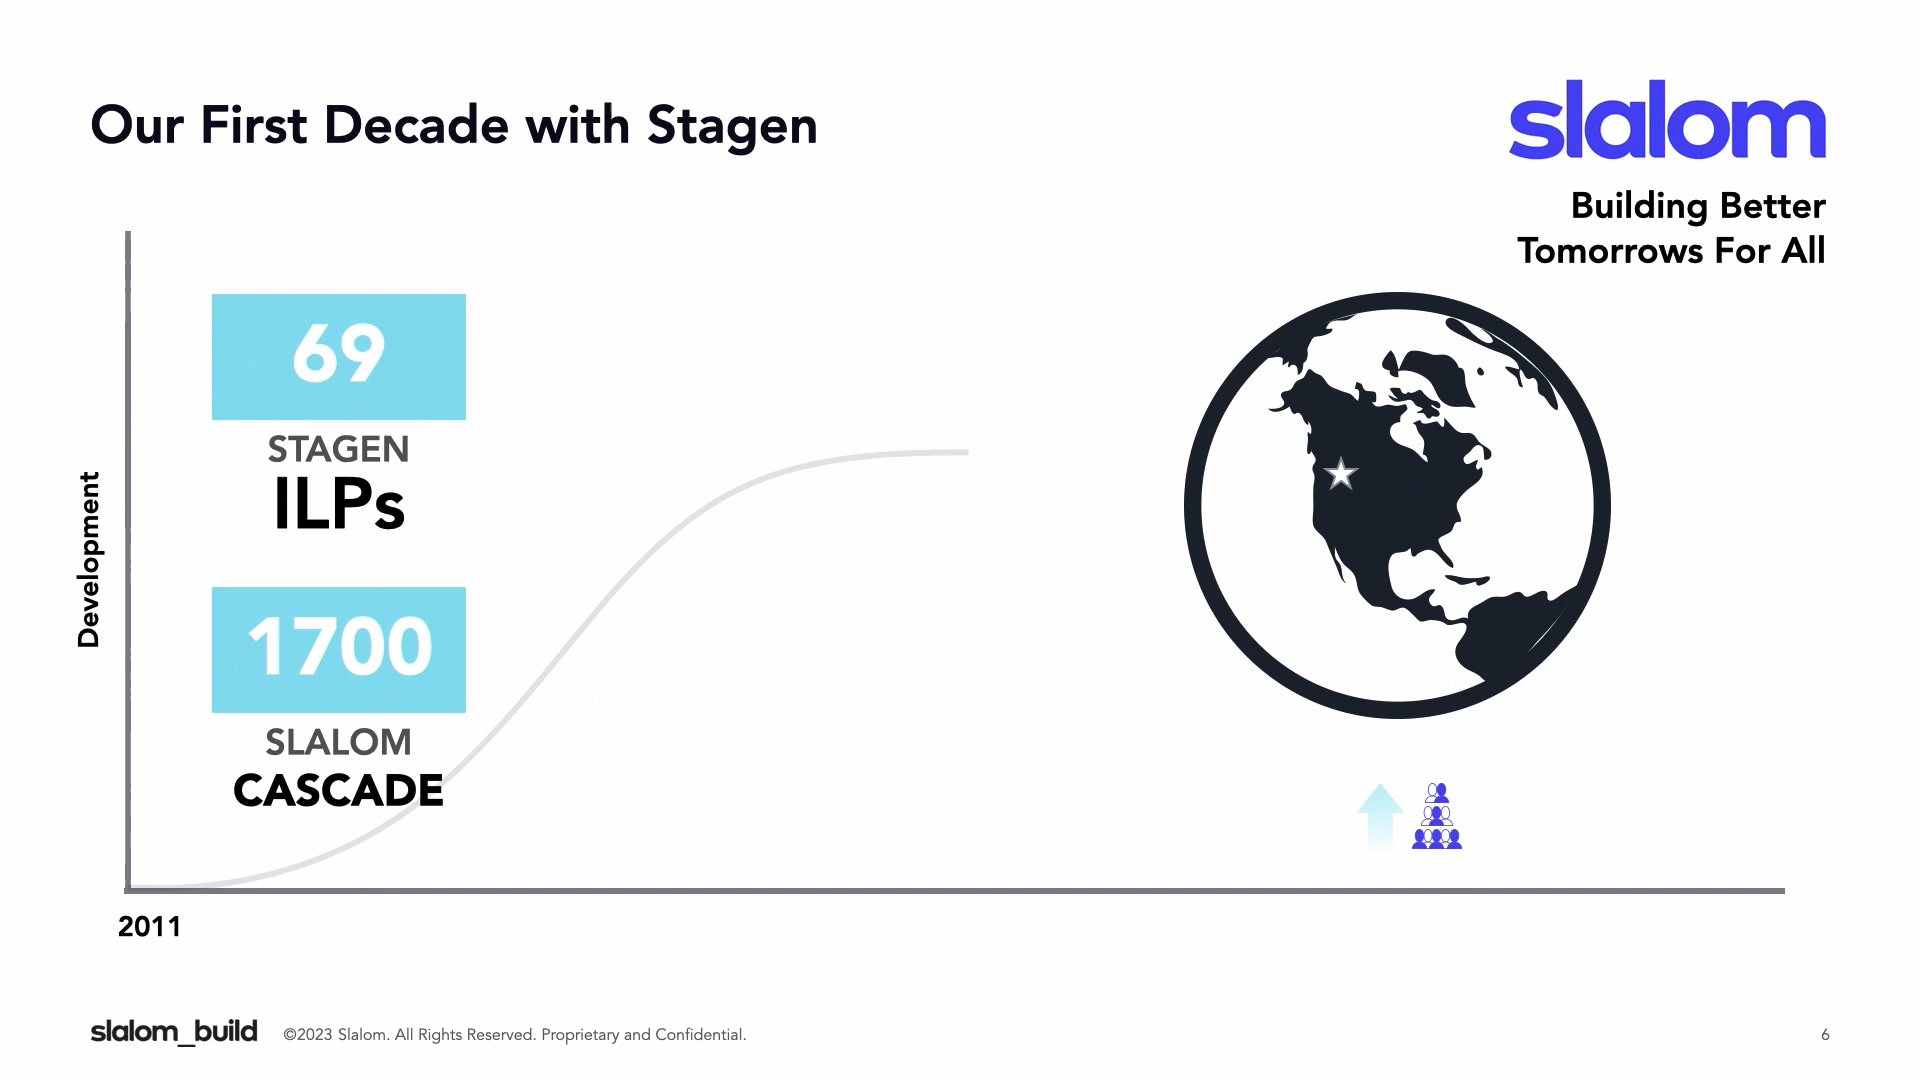 Our First Decade with Stagen
slalom
Building Better
Tomorrows For All
69
STAGEN
ILPs
1700
SLALOM
CASCADE
Development
2011
slalom_build
©2023 Slalom. All Rights Reserved. Proprietary and Confidential.
6